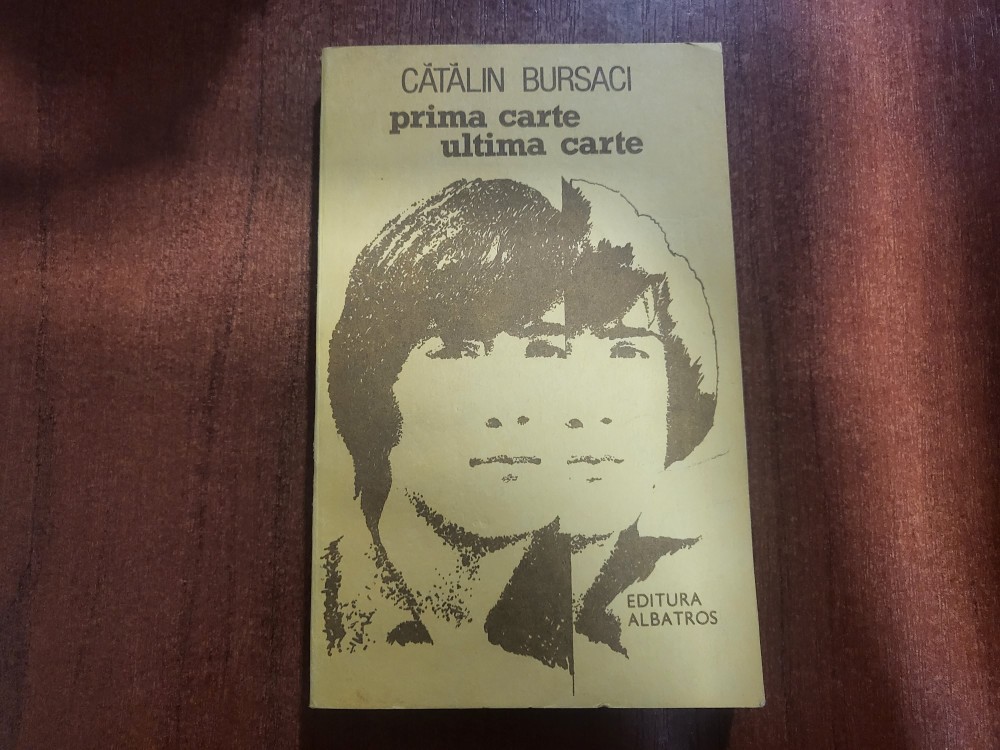 CĂTĂLIN BURSACI
prima carte
ultima carte
EDITURA
ALBATROS